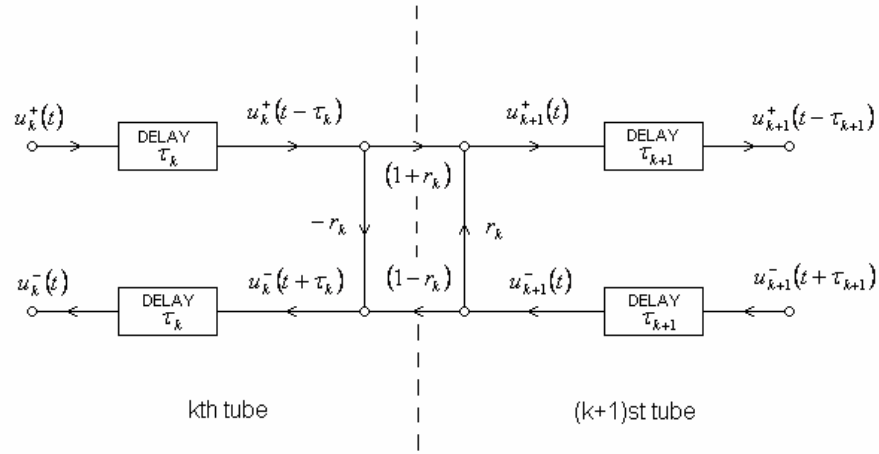 u_k^+(t)
DELAY
τ_k
u_k^+(t − τ_k)
(1 + r_k)
u_{k+1}^+(t)
DELAY
τ_{k+1}
u_{k+1}^+(t − τ_{k+1})
− r_k
r_k
u_k^−(t)
DELAY
τ_k
u_k^−(t + τ_k)
(1 − r_k)
u_{k+1}^−(t)
DELAY
τ_{k+1}
u_{k+1}^−(t + τ_{k+1})
kth tube
(k+1)st tube